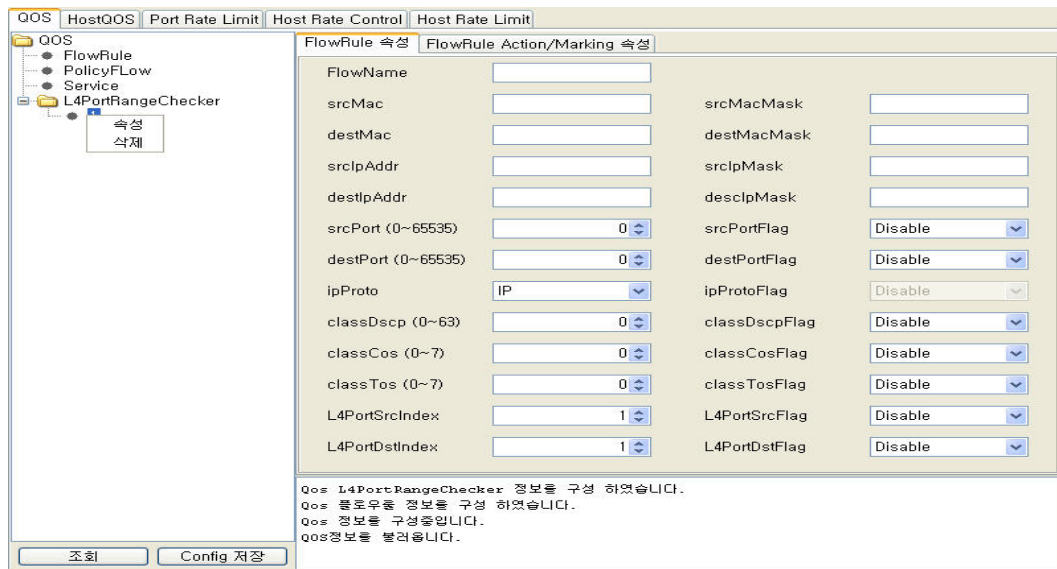 QOS HostQOS Port Rate Limit Host Rate Control Host Rate Limit
QOS
FlowRule
PolicyFLow
Service
L4PortRangeChecker
1
속성
삭제
조회 Config 저장
FlowRule 속성 FlowRule Action/Marking 속성
FlowName
srcMac srcMacMask
destMac destMacMask
srcIpAddr srcIpMask
destIpAddr descIpMask
srcPort (0~65535) 0 srcPortFlag Disable
destPort (0~65535) 0 destPortFlag Disable
ipProto IP ipProtoFlag Disable
classDscp (0~63) 0 classDscpFlag Disable
classCos (0~7) 0 classCosFlag Disable
classTos (0~7) 0 classTosFlag Disable
L4PortSrcIndex 1 L4PortSrcFlag Disable
L4PortDstIndex 1 L4PortDstFlag Disable
Qos L4PortRangeChecker 정보를 구성 하였습니다.
Qos 플로우룰 정보를 구성 하였습니다.
Qos 정보를 구성중입니다.
QOS정보를 불러옵니다.